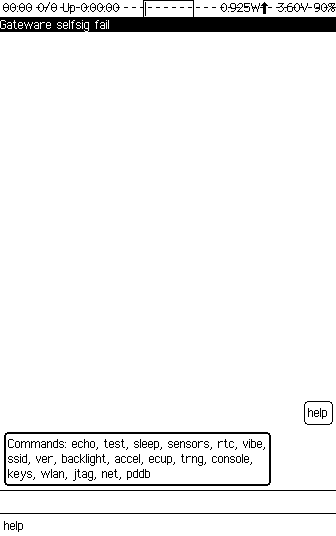 00:00 0/0 Up 0:00:00 0.925W 3.60V 90%
Gateware selfsig fail
help
Commands: echo, test, sleep, sensors, rtc, vibe,
ssid, ver, backlight, accel, ecup, trng, console,
keys, wlan, jtag, net, pddb
help